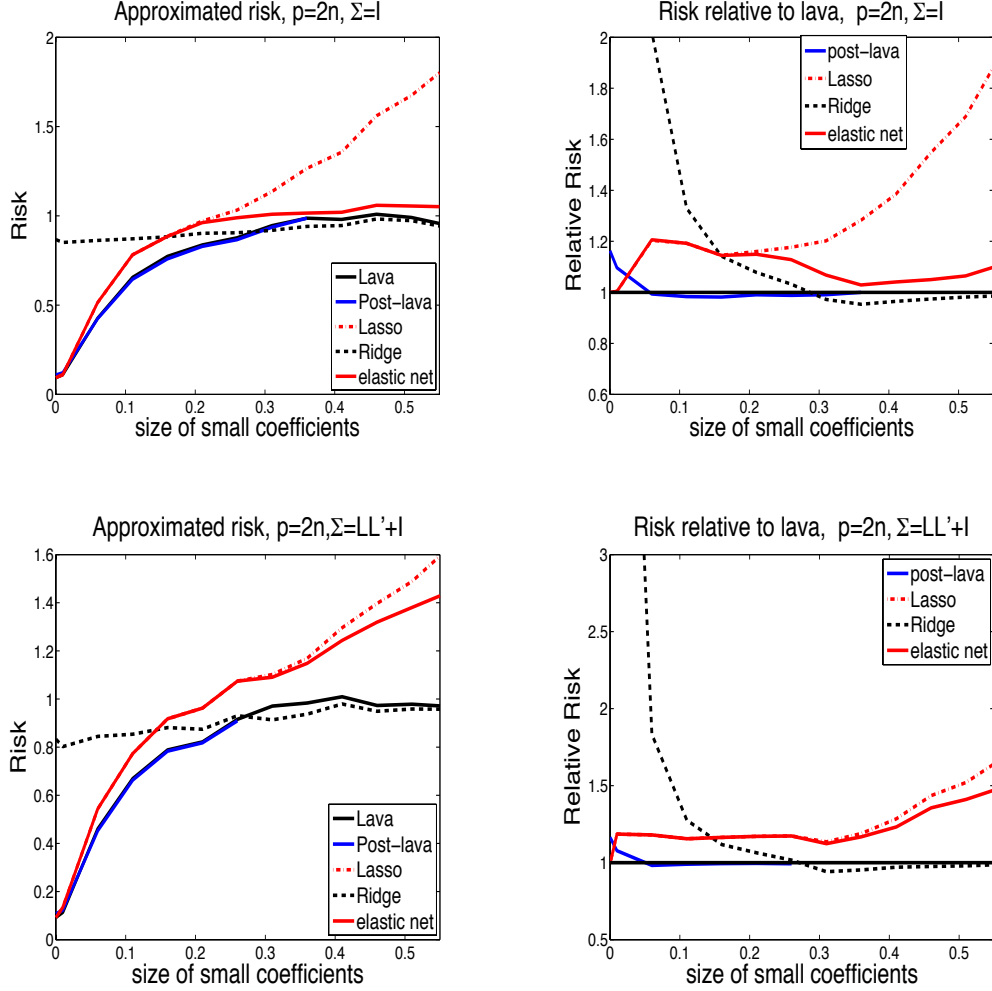 Approximated risk, p=2n, Σ=I
Risk
2
1.5
1
0.5
0
0 0.1 0.2 0.3 0.4 0.5
size of small coefficients
Lava
Post-lava
Lasso
Ridge
elastic net
Risk relative to lava, p=2n, Σ=I
Relative Risk
2
1.8
1.6
1.4
1.2
1
0.8
0.6
0 0.1 0.2 0.3 0.4 0.5
size of small coefficients
post-lava
Lasso
Ridge
elastic net
Approximated risk, p=2n,Σ=LL'+I
Risk
1.6
1.4
1.2
1
0.8
0.6
0.4
0.2
0
0 0.1 0.2 0.3 0.4 0.5
size of small coefficients
Lava
Post-lava
Lasso
Ridge
elastic net
Risk relative to lava, p=2n, Σ=LL'+I
Relative Risk
3
2.5
2
1.5
1
0.5
0 0.1 0.2 0.3 0.4 0.5
size of small coefficients
post-lava
Lasso
Ridge
elastic net